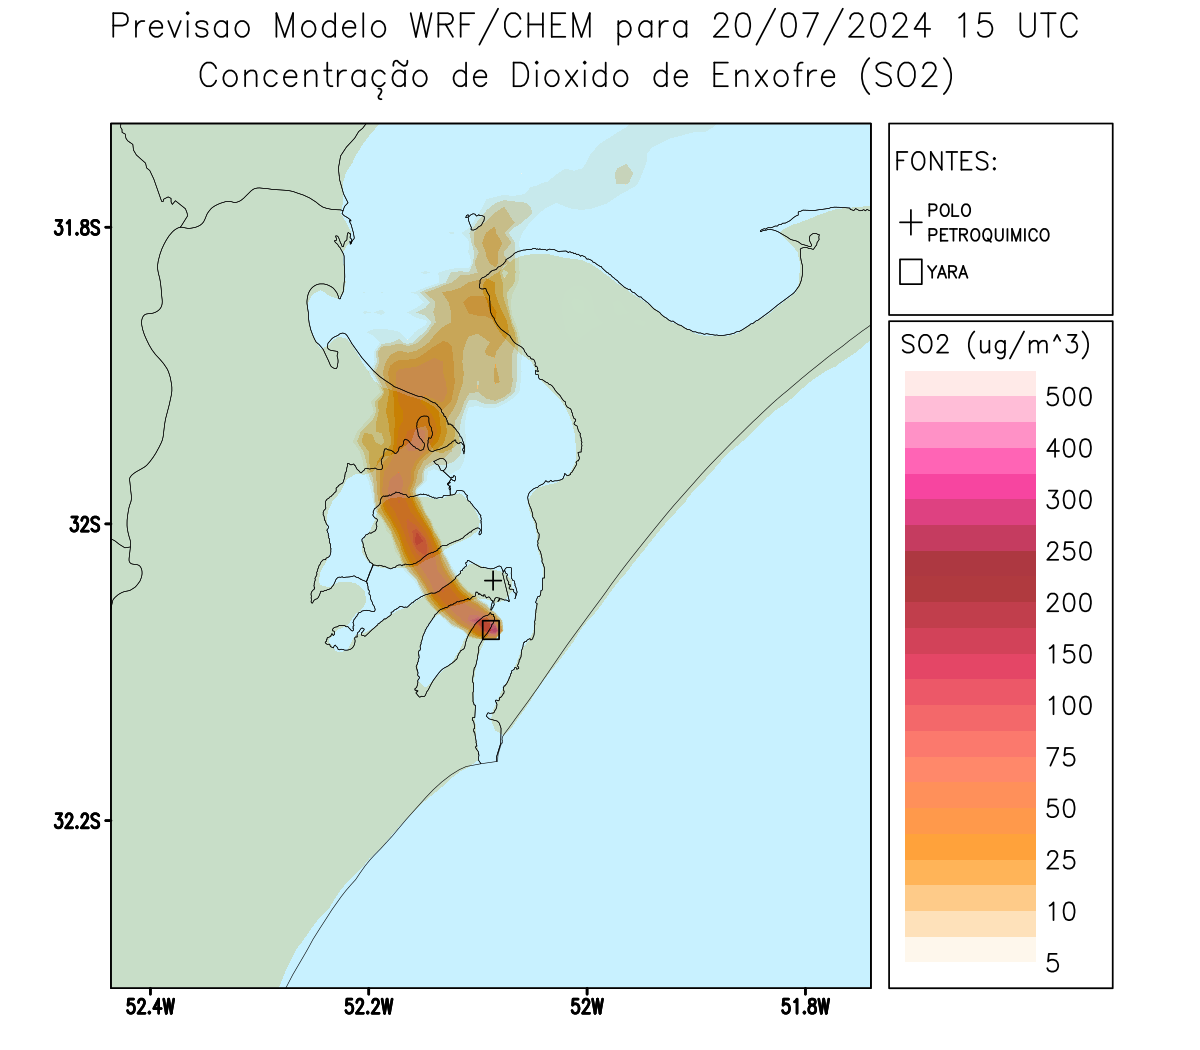 Previsao Modelo WRF/CHEM para 20/07/2024 15 UTC
Concentração de Dioxido de Enxofre (SO2)
FONTES:
POLO
PETROQUIMICO
YARA
SO2 (ug/m^3)
500
400
300
250
200
150
100
75
50
25
10
5
31.8S
32S
32.2S
52.4W
52.2W
52W
51.8W